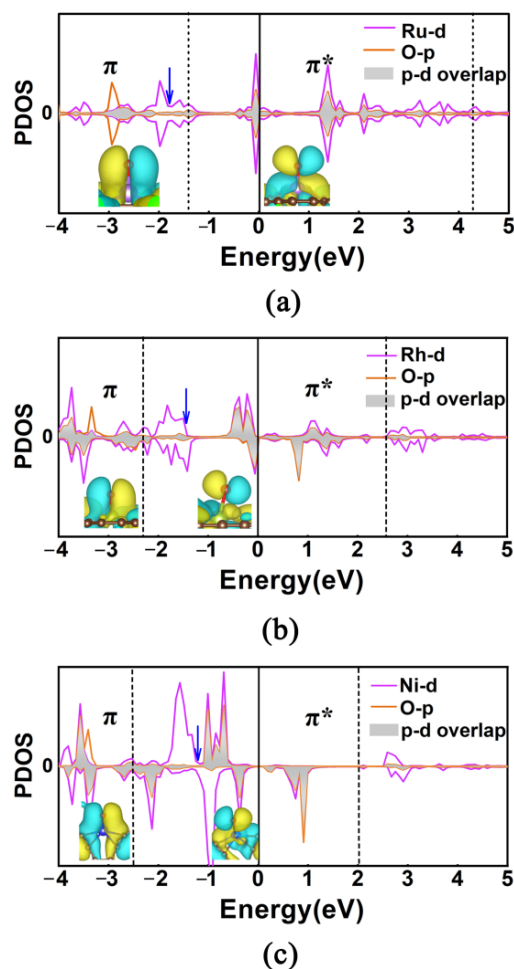 Ru-d
O-p
p-d overlap
π
π*
PDOS
0
−4 −3 −2 −1 0 1 2 3 4 5
Energy(eV)
(a)
Rh-d
O-p
p-d overlap
π
π*
PDOS
0
−4 −3 −2 −1 0 1 2 3 4 5
Energy(eV)
(b)
Ni-d
O-p
p-d overlap
π
π*
PDOS
0
−4 −3 −2 −1 0 1 2 3 4 5
Energy(eV)
(c)